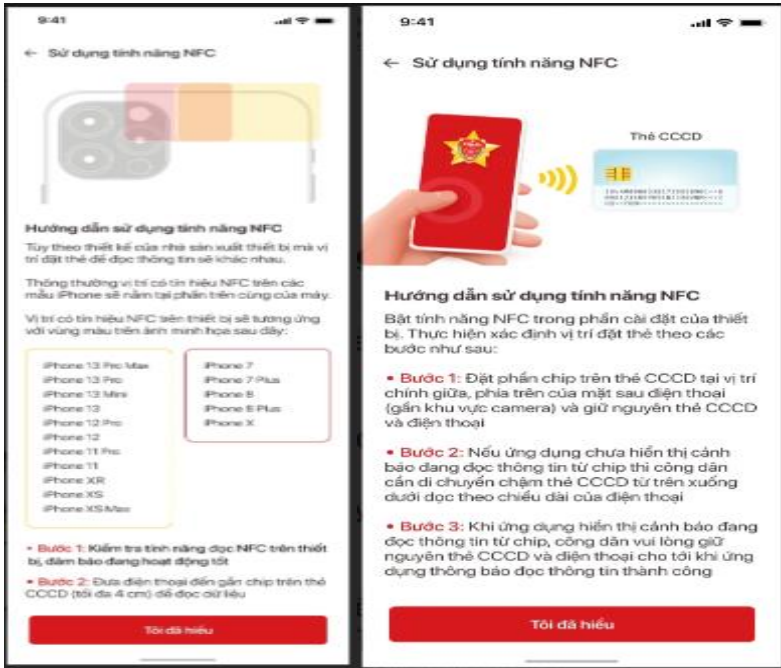 9:41
← Sử dụng tính năng NFC
Hướng dẫn sử dụng tính năng NFC
Tùy theo thiết kế của nhà sản xuất thiết bị mà vị
trí đặt thẻ để đọc thông tin sẽ khác nhau.
Thông thường vị trí có tín hiệu NFC trên các
mẫu iPhone sẽ nằm tại phần trên cùng của máy.
Vị trí có tín hiệu NFC trên thiết bị sẽ tương ứng
với vùng màu trên ảnh minh họa sau đây:
iPhone 13 Pro Max
iPhone 13 Pro
iPhone 13 Mini
iPhone 13
iPhone 12 Pro
iPhone 12
iPhone 11 Pro
iPhone 11
iPhone XR
iPhone XS
iPhone XS Max
iPhone 7
iPhone 7 Plus
iPhone 8
iPhone 8 Plus
iPhone X
• Bước 1: Kiểm tra tính năng đọc NFC trên thiết
bị, đảm bảo đang hoạt động tốt
• Bước 2: Đưa điện thoại đến gần chip trên thẻ
CCCD (tối đa 4 cm) để đọc dữ liệu
Tôi đã hiểu
9:41
← Sử dụng tính năng NFC
Thẻ CCCD
Hướng dẫn sử dụng tính năng NFC
Bật tính năng NFC trong phần cài đặt của thiết
bị. Thực hiện xác định vị trí đặt thẻ theo các
bước như sau:
• Bước 1: Đặt phần chip trên thẻ CCCD tại vị trí
chính giữa, phía trên của mặt sau điện thoại
(gần khu vực camera) và giữ nguyên thẻ CCCD
và điện thoại
• Bước 2: Nếu ứng dụng chưa hiển thị cảnh
báo đang đọc thông tin từ chip thì công dân
cần di chuyển chậm thẻ CCCD từ trên xuống
dưới dọc theo chiều dài của điện thoại
• Bước 3: Khi ứng dụng hiển thị cảnh báo đang
đọc thông tin từ chip, công dân vui lòng giữ
nguyên thẻ CCCD và điện thoại cho tới khi ứng
dụng thông báo đọc thông tin thành công
Tôi đã hiểu